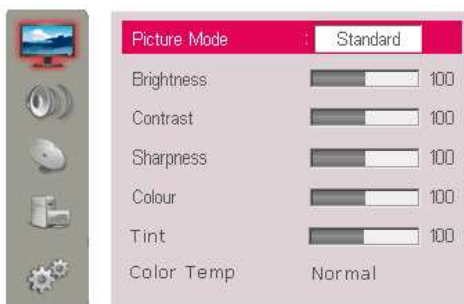 Picture Mode : Standard
Brightness 100
Contrast 100
Sharpness 100
Colour 100
Tint 100
Color Temp Normal